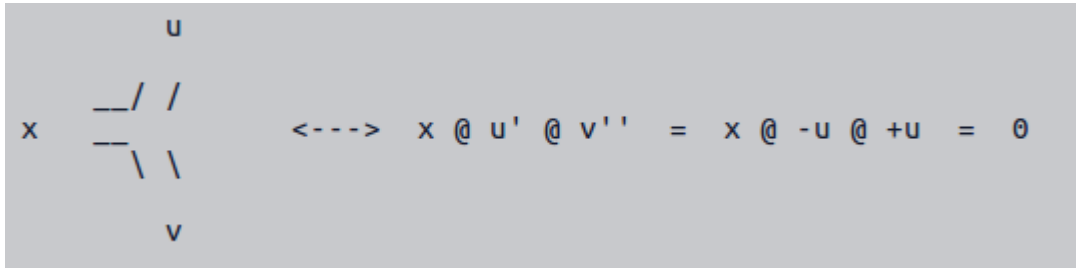 u
__/ /
x __ <---> x @ u' @ v'' = x @ -u @ +u = 0
\ \
v